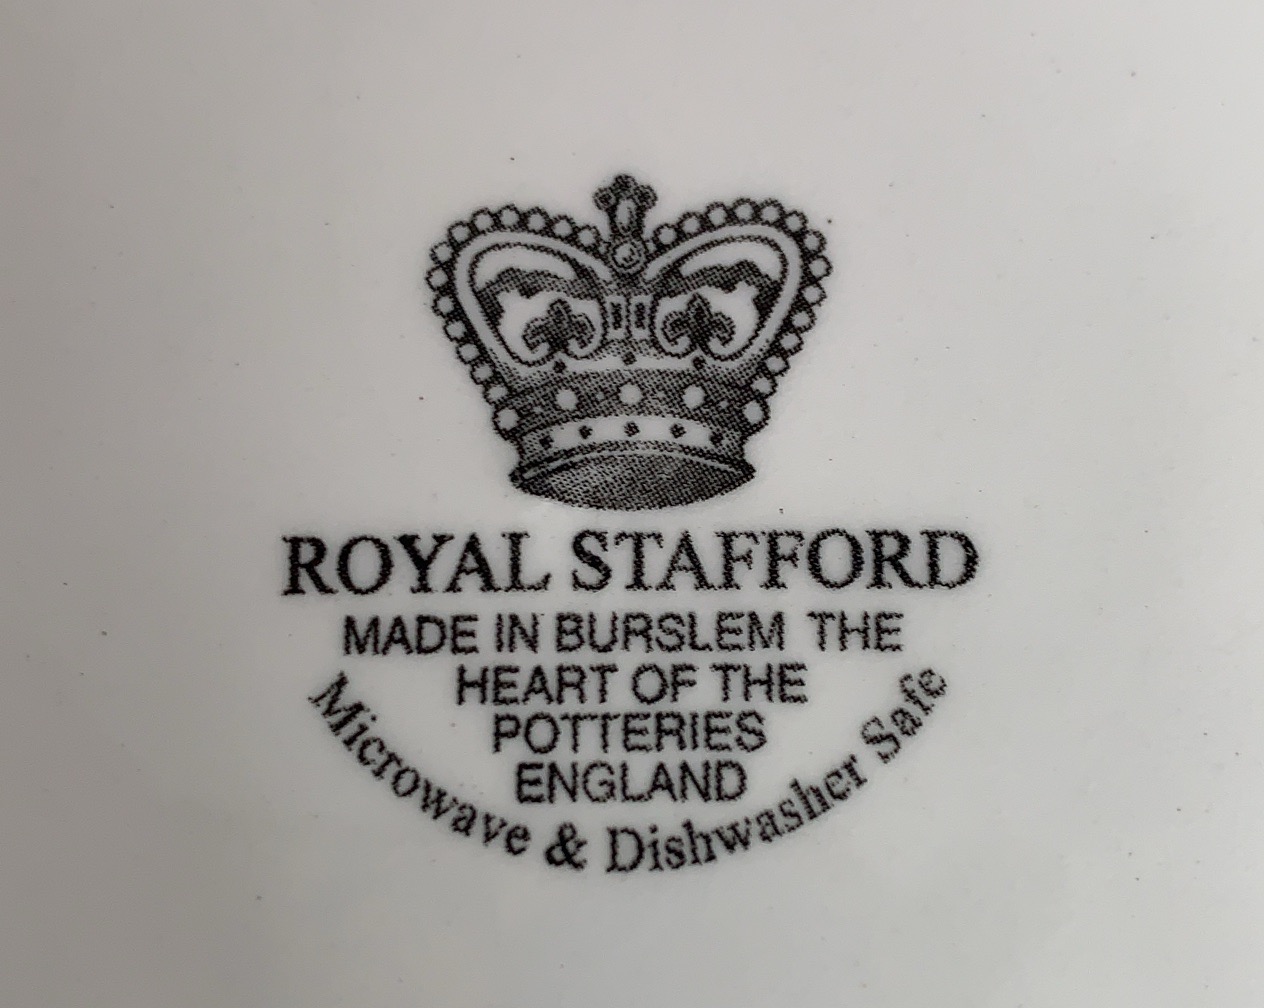 ROYAL STAFFORD
MADE IN BURSLEM THE
HEART OF THE
POTTERIES
ENGLAND
Microwave & Dishwasher Safe